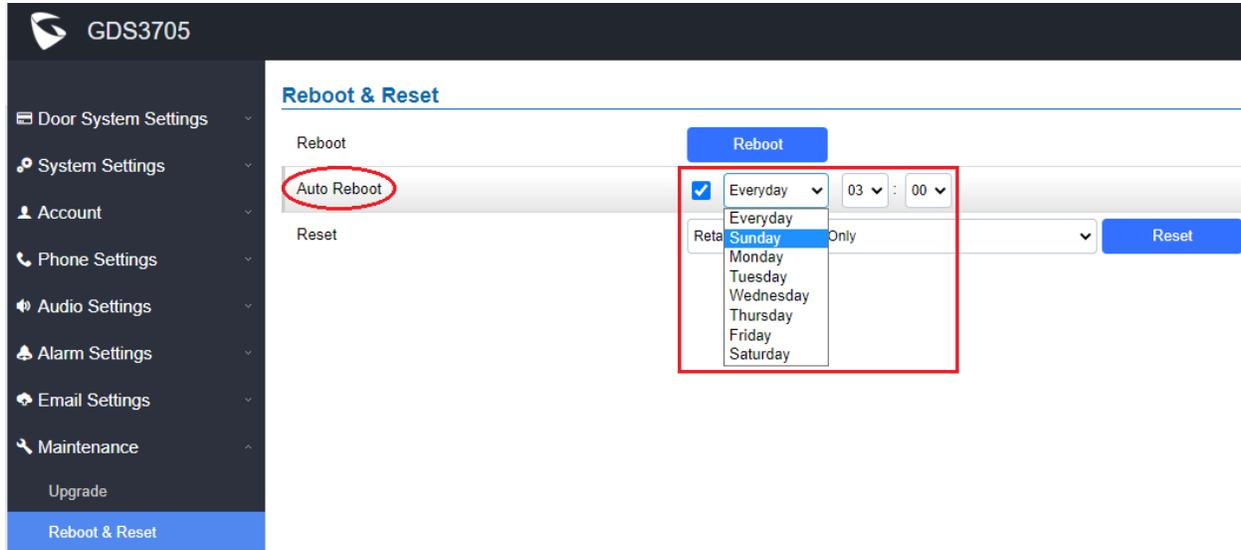 GDS3705
Door System Settings
System Settings
Account
Phone Settings
Audio Settings
Alarm Settings
Email Settings
Maintenance
Upgrade
Reboot & Reset
Reboot & Reset
Reboot Reboot
Auto Reboot Everyday 03 : 00
Everyday
Sunday
Monday
Tuesday
Wednesday
Thursday
Friday
Saturday
Reset Only Reset